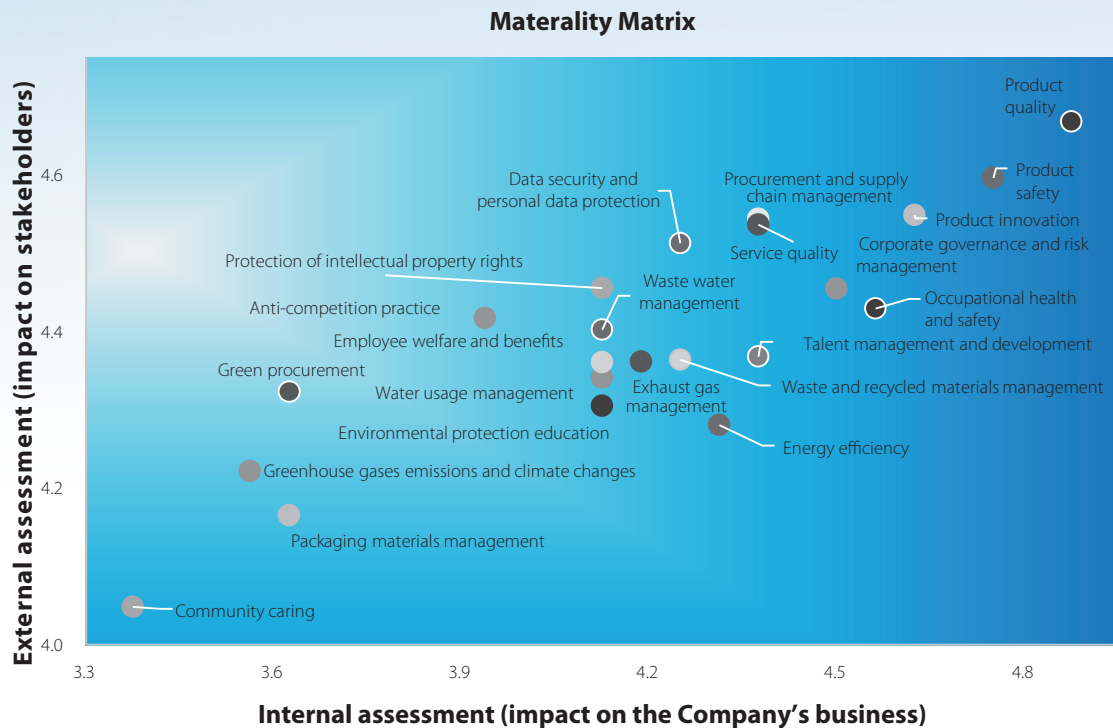 Materality Matrix
External assessment (impact on stakeholders)
4.6
4.4
4.2
4.0
Product
quality
Product
safety
Data security and
personal data protection
Procurement and supply
chain management
Product innovation
Service quality
Corporate governance and risk
management
Protection of intellectual property rights
Waste water
management
Anti-competition practice
Occupational health
and safety
Employee welfare and benefits
Talent management and development
Green procurement
Water usage management
Exhaust gas
management
Waste and recycled materials management
Environmental protection education
Energy efficiency
Greenhouse gases emissions and climate changes
Packaging materials management
Community caring
3.3
3.6
3.9
4.2
4.5
4.8
Internal assessment (impact on the Company’s business)